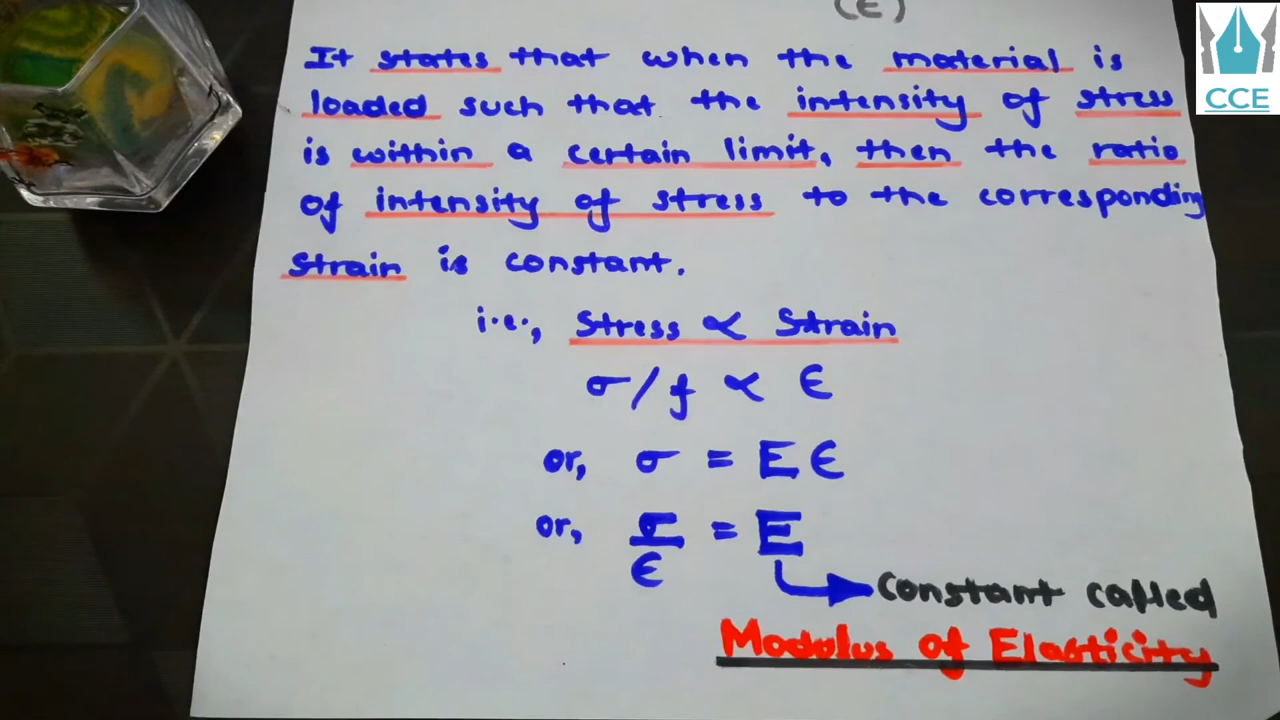 (E)
CCE
It states that when the material is
loaded such that the intensity of stress
is within a certain limit, then the ratio
of intensity of stress to the corresponding
strain is constant.
i.e., Stress ∝ Strain
σ/f ∝ ϵ
or, σ = E ϵ
or, σ/ϵ = E
Constant called
Modulus of Elasticity